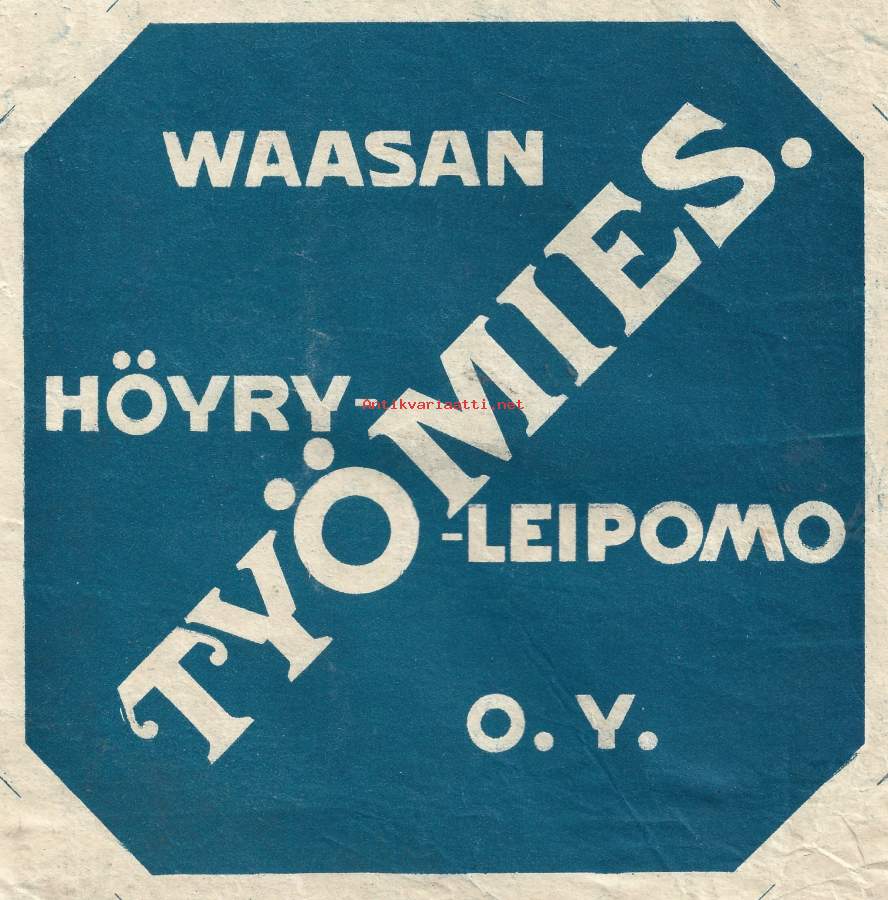 WAASAN
TYÖMIES.
HÖYRY-
Antikvariaatti.net
-LEIPOMO
O. Y.